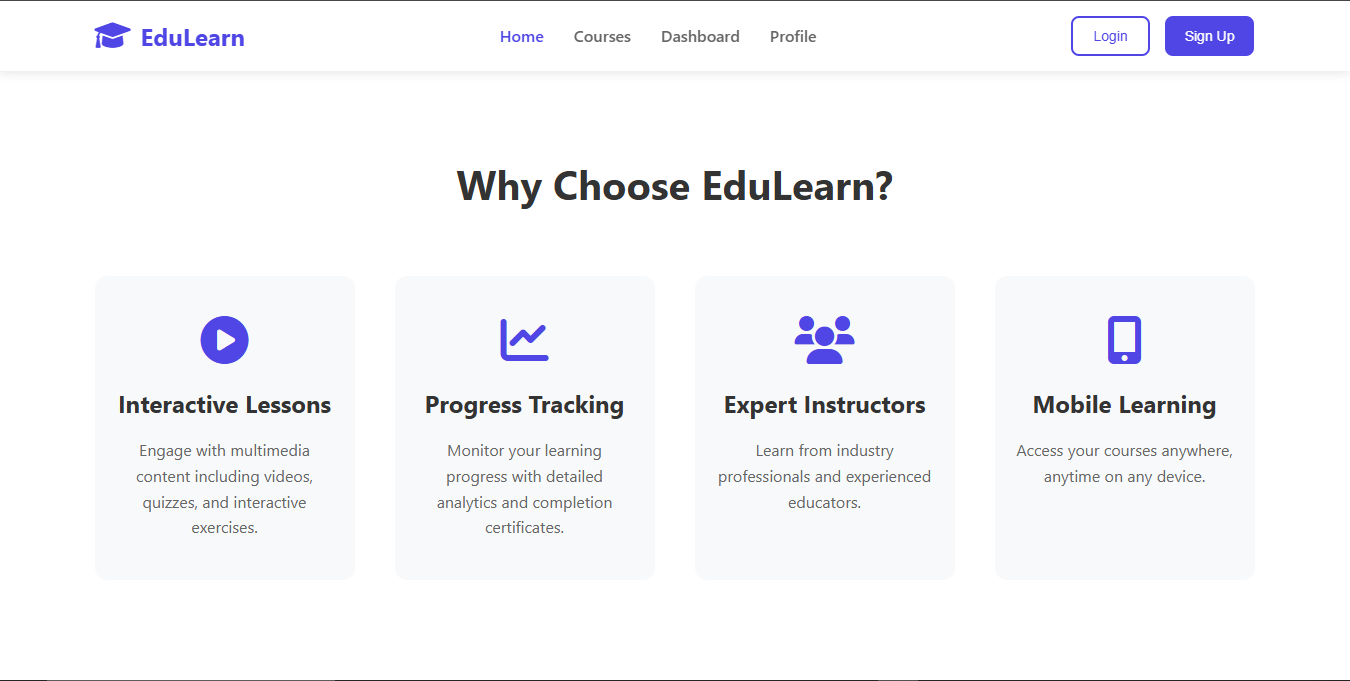 EduLearn
Home Courses Dashboard Profile
Login
Sign Up
Why Choose EduLearn?
Interactive Lessons
Engage with multimedia
content including videos,
quizzes, and interactive
exercises.
Progress Tracking
Monitor your learning
progress with detailed
analytics and completion
certificates.
Expert Instructors
Learn from industry
professionals and experienced
educators.
Mobile Learning
Access your courses anywhere,
anytime on any device.